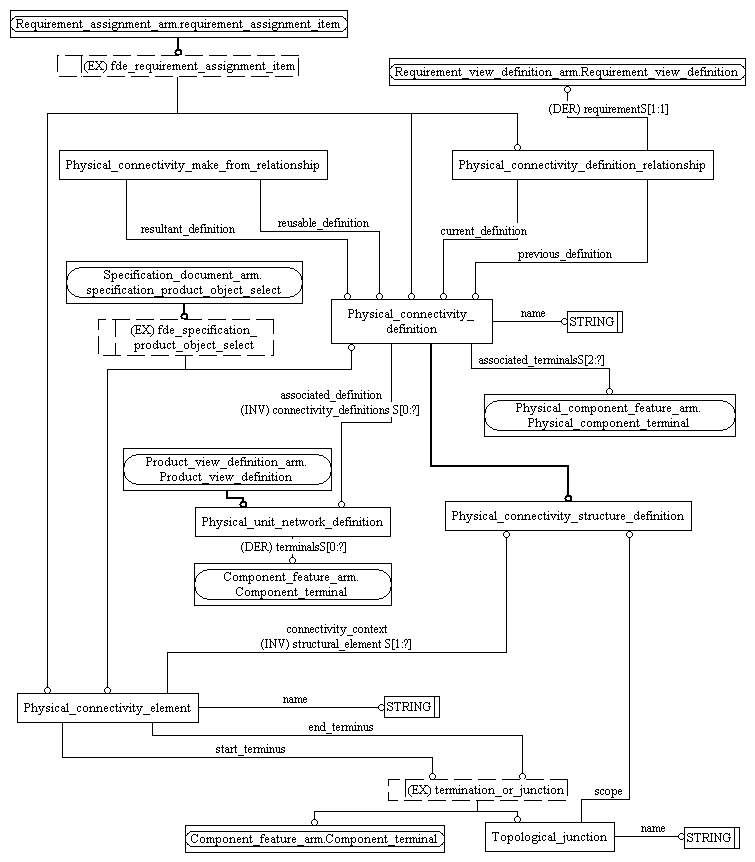 Requirement_assignment_arm.requirement_assignment_item
(EX) fde_requirement_assignment_item
Requirement_view_definition_arm.Requirement_view_definition
(DER) requirementS[1:1]
Physical_connectivity_make_from_relationship
Physical_connectivity_definition_relationship
resultant_definition
reusable_definition
current_definition
previous_definition
Specification_document_arm.
specification_product_object_select
(EX) fde_specification_
product_object_select
Physical_connectivity_
definition
name
STRING
associated_terminalsS[2:?]
Physical_component_feature_arm.
Physical_component_terminal
associated_definition
(INV) connectivity_definitions S[0:?]
Product_view_definition_arm.
Product_view_definition
Physical_unit_network_definition
Physical_connectivity_structure_definition
(DER) terminalsS[0:?]
Component_feature_arm.
Component_terminal
connectivity_context
(INV) structural_element S[1:?]
Physical_connectivity_element
name
STRING
end_terminus
start_terminus
(EX) termination_or_junction
scope
Component_feature_arm.Component_terminal
Topological_junction
name
STRING